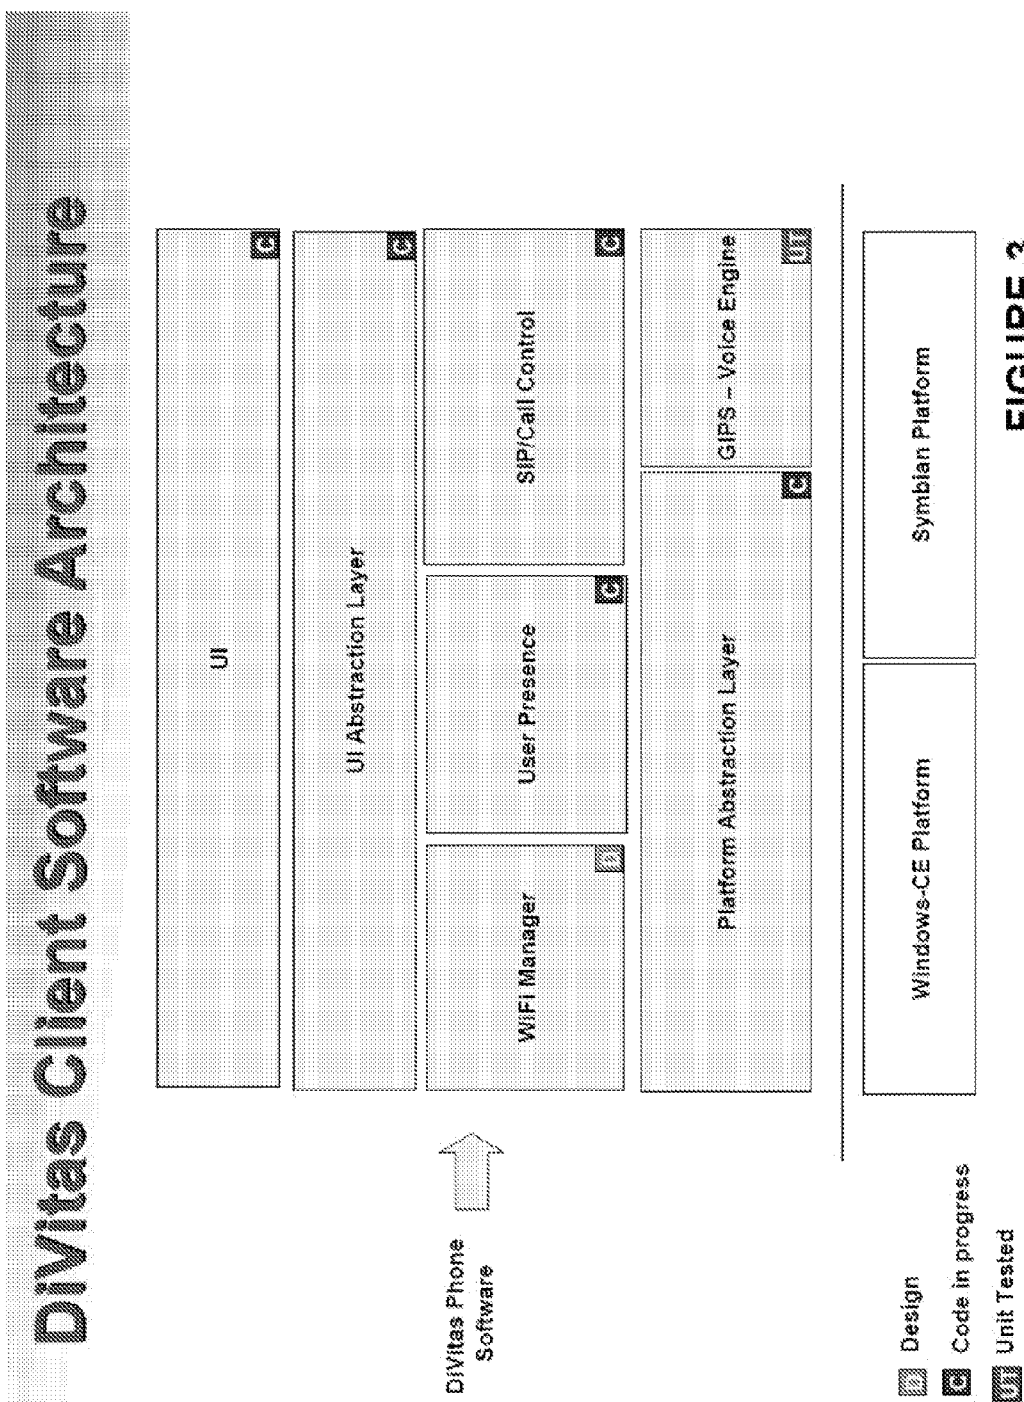 DiVitas Client Software Architecture
UI
C
UI Abstraction Layer
C
DiVitas Phone
Software
WiFi Manager
D
User Presence
C
SIP/Call Control
C
Platform Abstraction Layer
C
GIPS – Voice Engine
UT
Windows-CE Platform
Symbian Platform
D Design
C Code in progress
UT Unit Tested
FIGURE 3